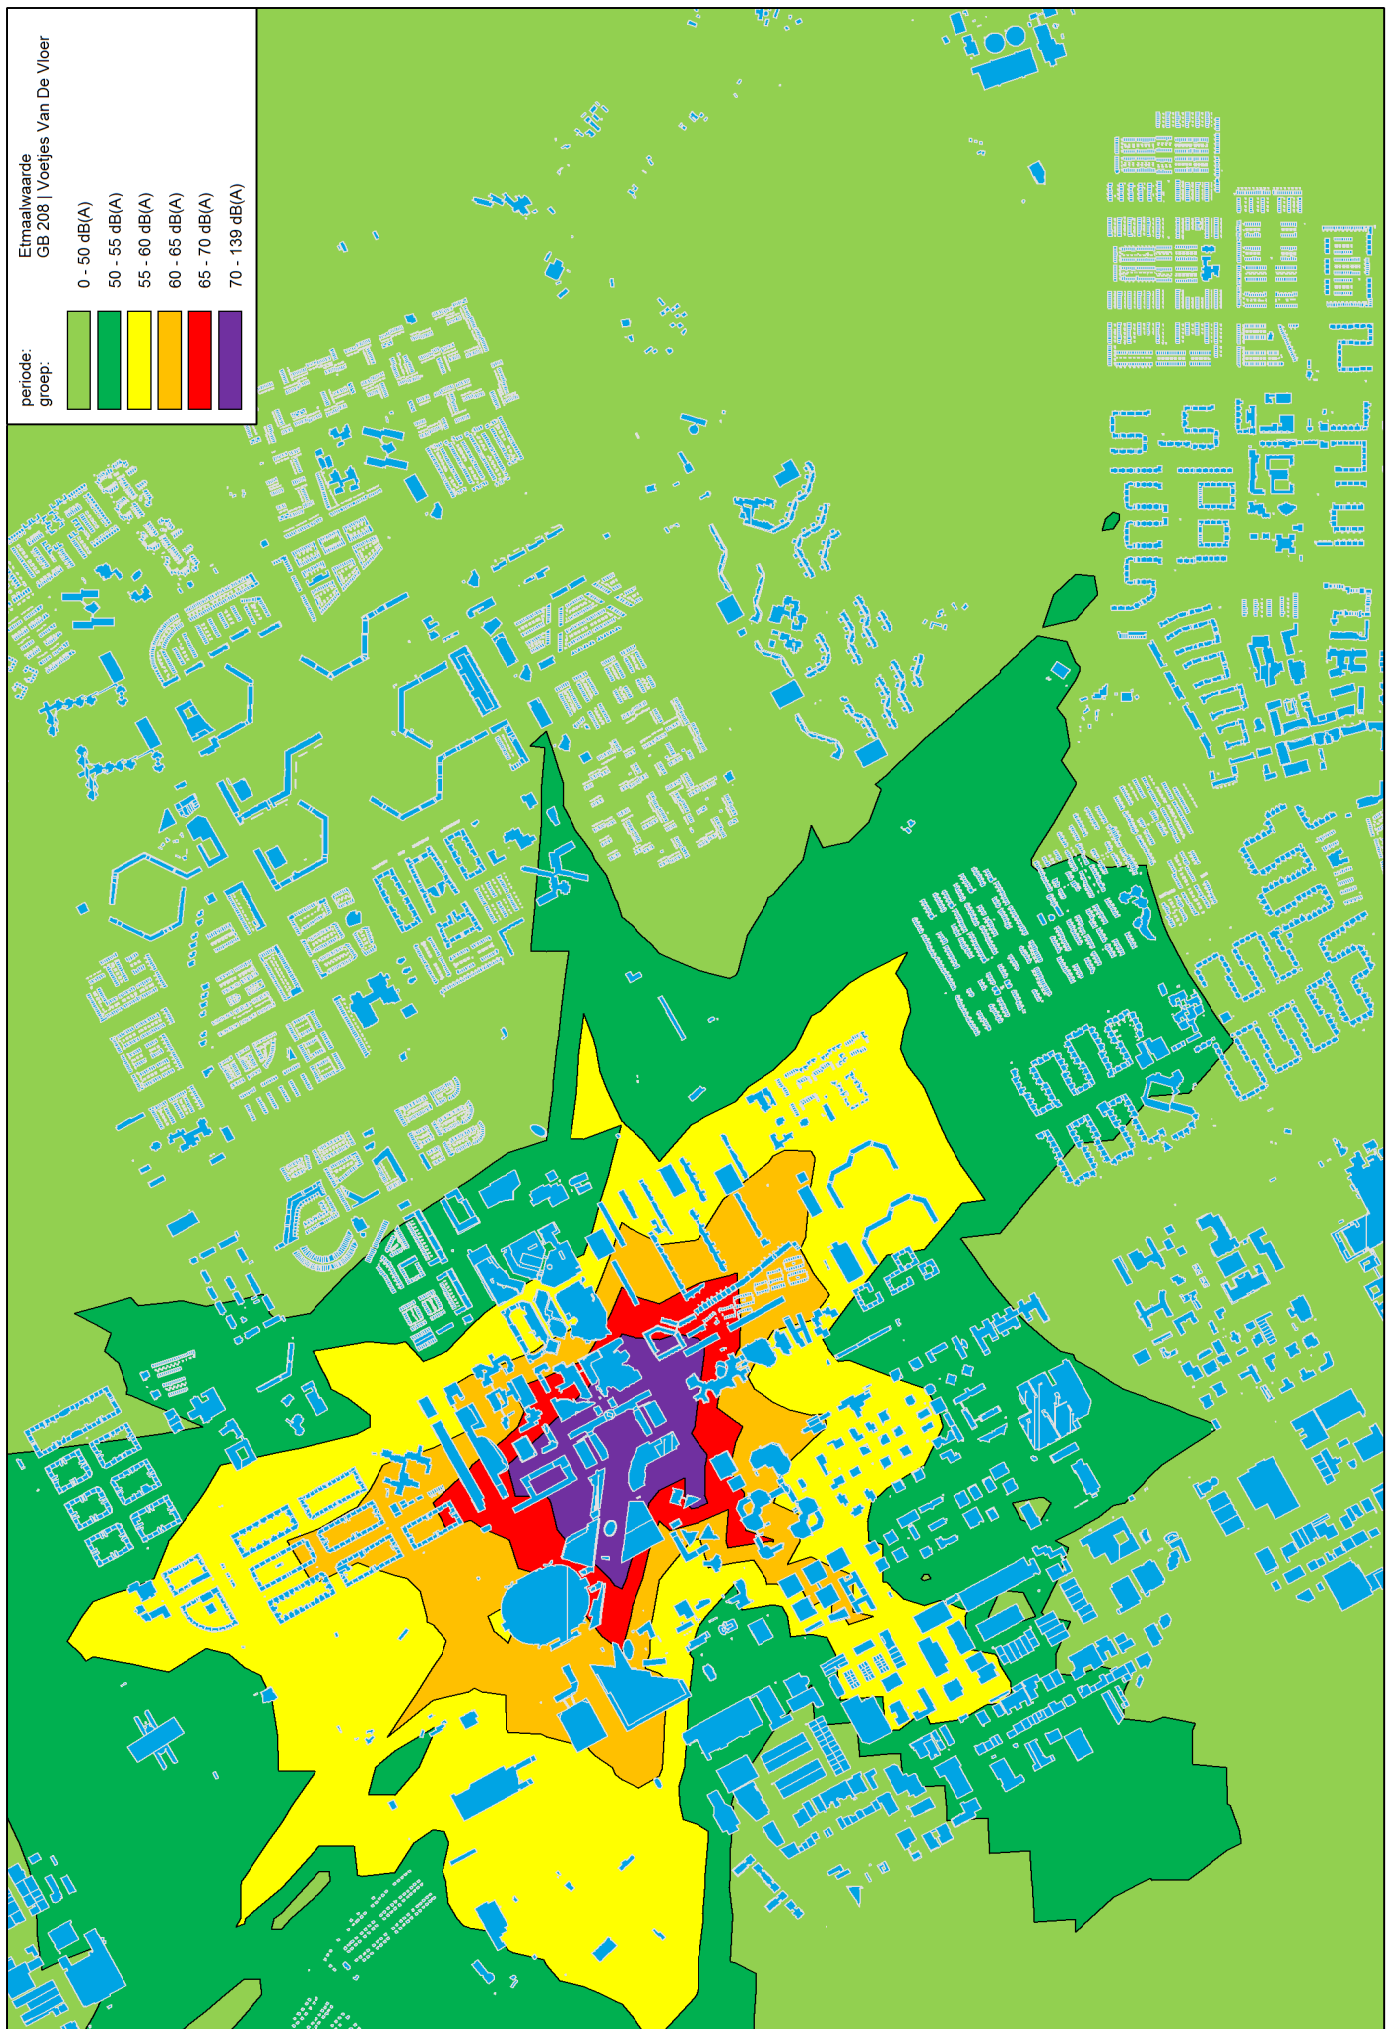 periode: Etmaalwaarde
groep: GB 208 | Voetjes Van De Vloer
0 - 50 dB(A)
50 - 55 dB(A)
55 - 60 dB(A)
60 - 65 dB(A)
65 - 70 dB(A)
70 - 139 dB(A)